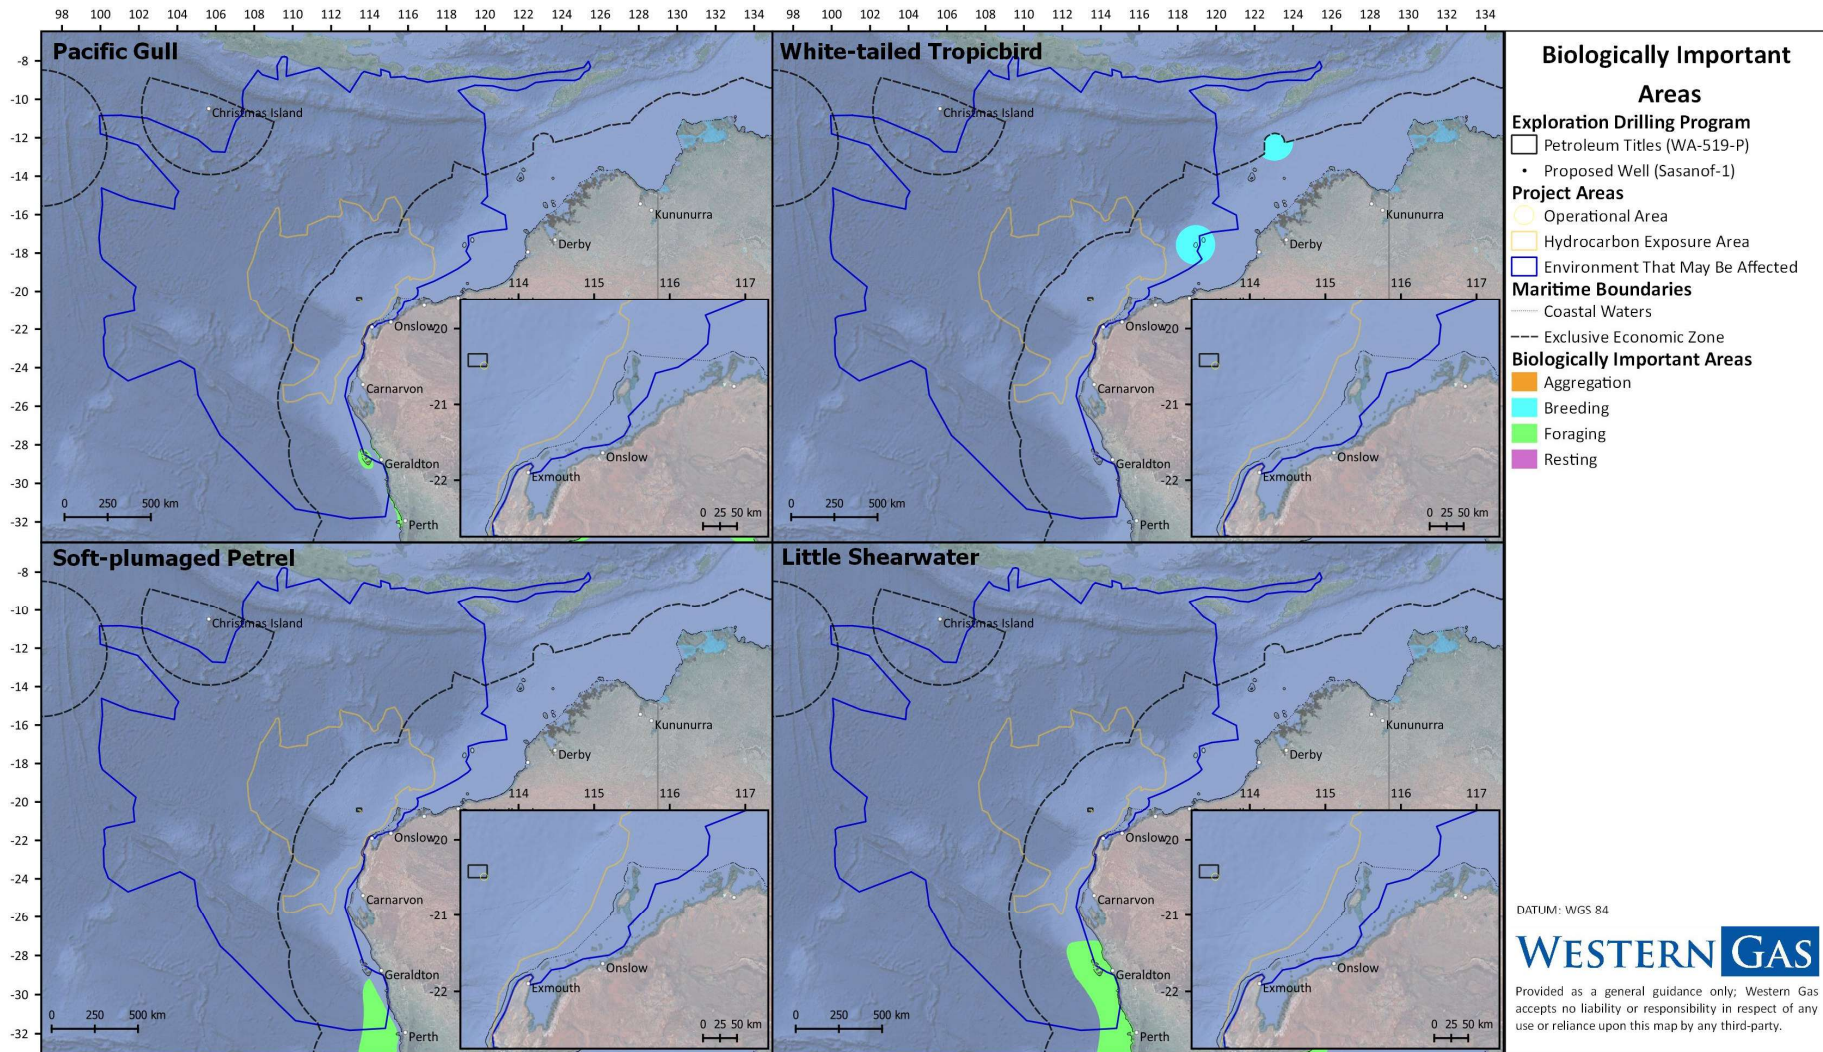 98 100 102 104 106 108 110 112 114 116 118 120 122 124 126 128 130 132 133 134
98 100 102 104 106 108 110 112 114 116 118 120 122 124 126 128 130 132 133 134
Pacific Gull
-8
-10
-12
-14
-16
-18
-20
-22
-24
-26
-28
-30
-32
Christmas Island
Kununurra
Derby
Onslow
Carnarvon
Geraldton
Perth
0 250 500 km
114 115 116 117
-20
-21
-22
Onslow
Exmouth
0 25 50 km
White-tailed Tropicbird
Christmas Island
Kununurra
Derby
Onslow
Carnarvon
Geraldton
Perth
0 250 500 km
114 115 116 117
-20
-21
-22
Onslow
Exmouth
0 25 50 km
Soft-plumaged Petrel
-8
-10
-12
-14
-16
-18
-20
-22
-24
-26
-28
-30
-32
Christmas Island
Kununurra
Derby
Onslow
Carnarvon
Geraldton
Perth
0 250 500 km
114 115 116 117
-20
-21
-22
Onslow
Exmouth
0 25 50 km
Little Shearwater
Christmas Island
Kununurra
Derby
Onslow
Carnarvon
Geraldton
Perth
0 250 500 km
114 115 116 117
-20
-21
-22
Onslow
Exmouth
0 25 50 km
Biologically Important
Areas
Exploration Drilling Program
Petroleum Titles (WA-519-P)
Proposed Well (Sasanof-1)
Project Areas
Operational Area
Hydrocarbon Exposure Area
Environment That May Be Affected
Maritime Boundaries
Coastal Waters
Exclusive Economic Zone
Biologically Important Areas
Aggregation
Breeding
Foraging
Resting
DATUM: WGS 84
WESTERN GAS
Provided as a general guidance only; Western Gas
accepts no liability or responsibility in respect of any
use or reliance upon this map by any third-party.